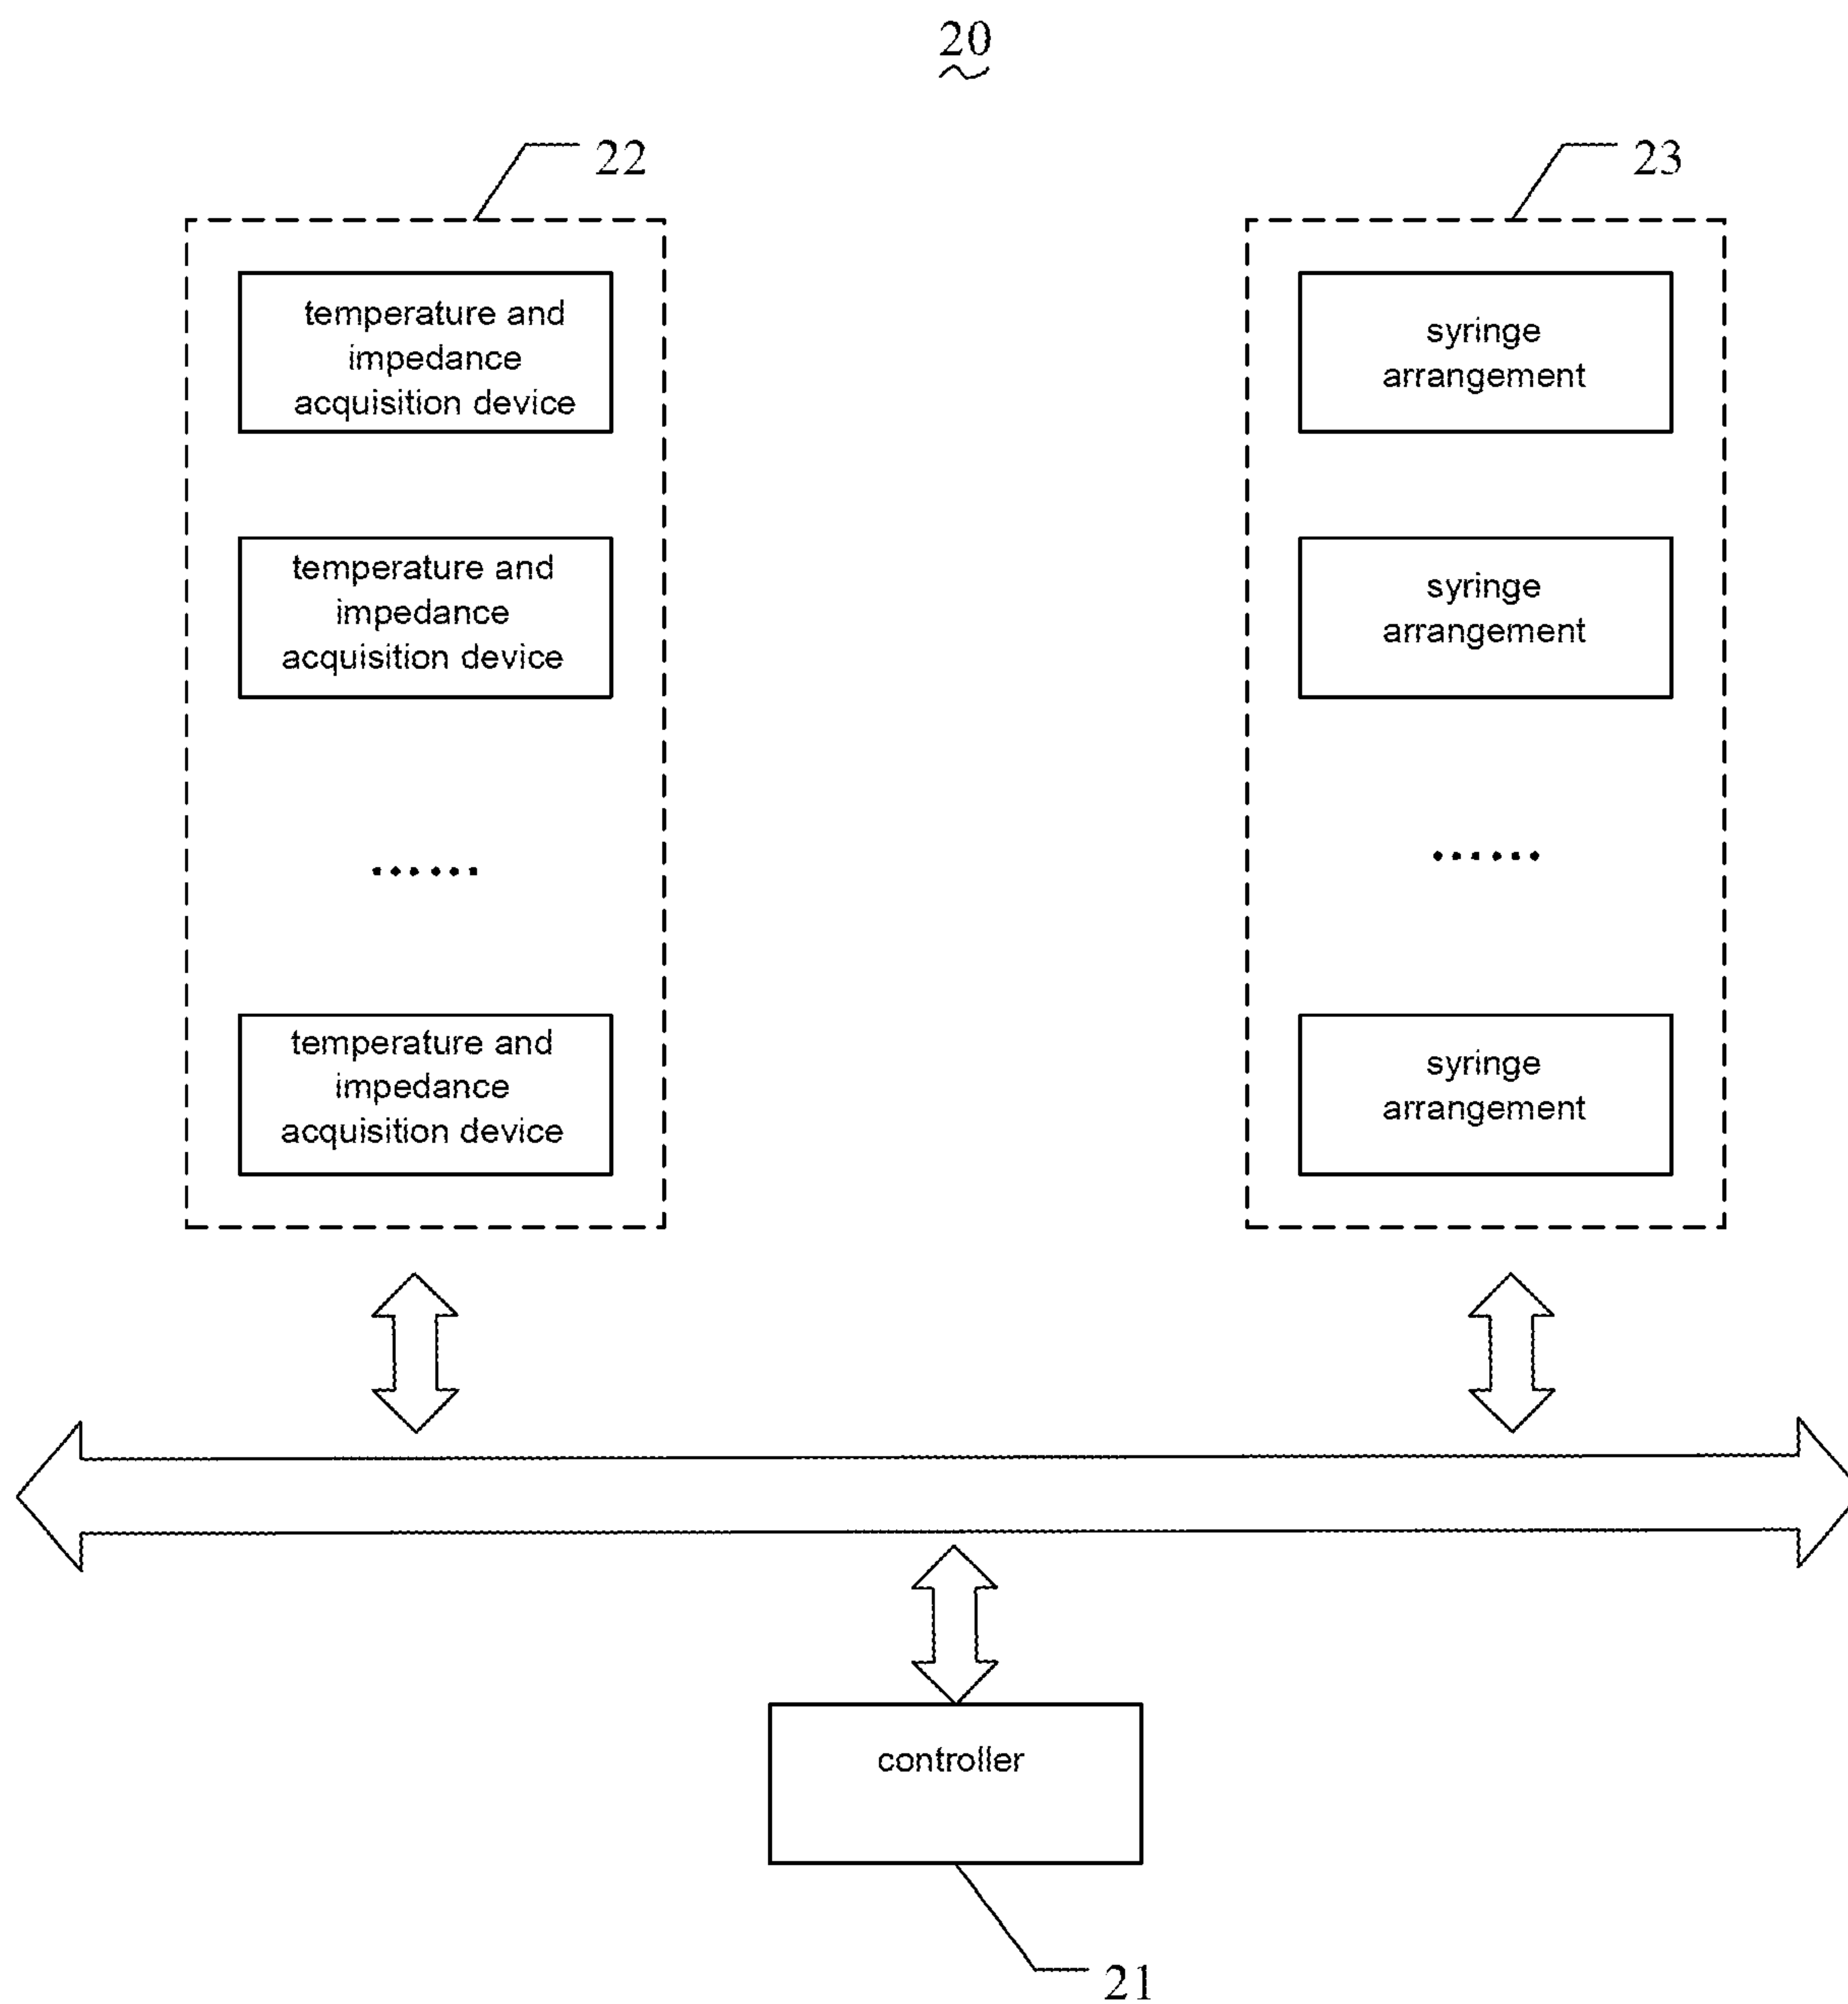 20
22
23
temperature and
impedance
acquisition device
syringe
arrangement
temperature and
impedance
acquisition device
syringe
arrangement
......
......
temperature and
impedance
acquisition device
syringe
arrangement
controller
21